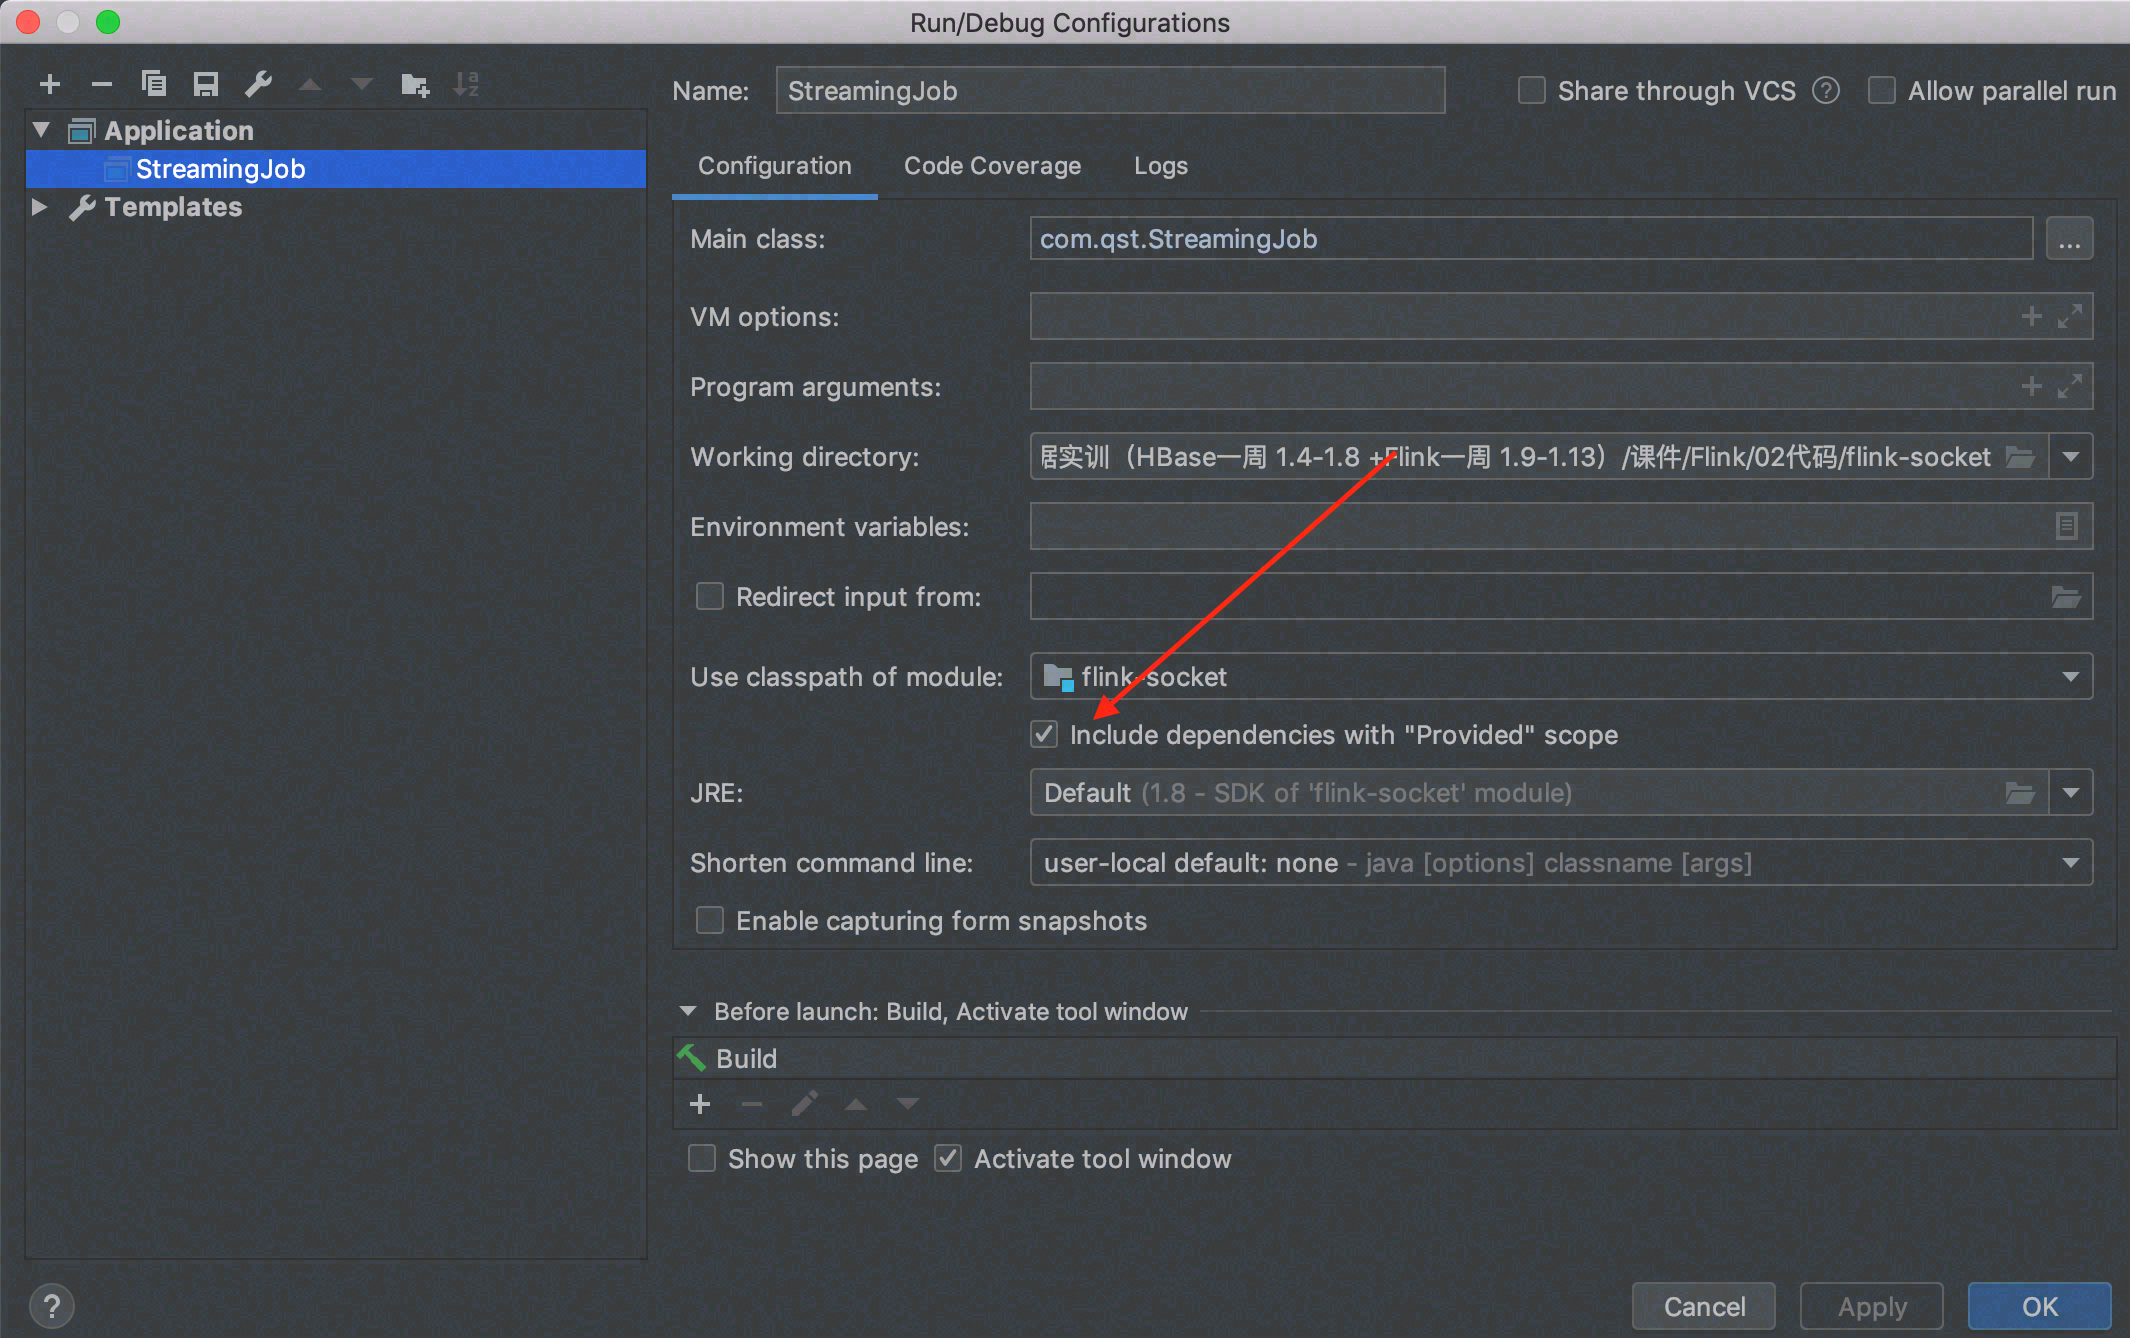 Run/Debug Configurations
Name: StreamingJob Share through VCS ? Allow parallel run
Application
StreamingJob
Templates
Configuration Code Coverage Logs
Main class: com.qst.StreamingJob ...
VM options:
Program arguments:
Working directory: 实训（HBase一周 1.4-1.8 +Flink一周 1.9-1.13）/课件/Flink/02代码/flink-socket
Environment variables:
Redirect input from:
Use classpath of module: flink-socket
Include dependencies with "Provided" scope
JRE: Default (1.8 - SDK of 'flink-socket' module)
Shorten command line: user-local default: none - java [options] classname [args]
Enable capturing form snapshots
Before launch: Build, Activate tool window
Build
Show this page Activate tool window
? Cancel Apply OK